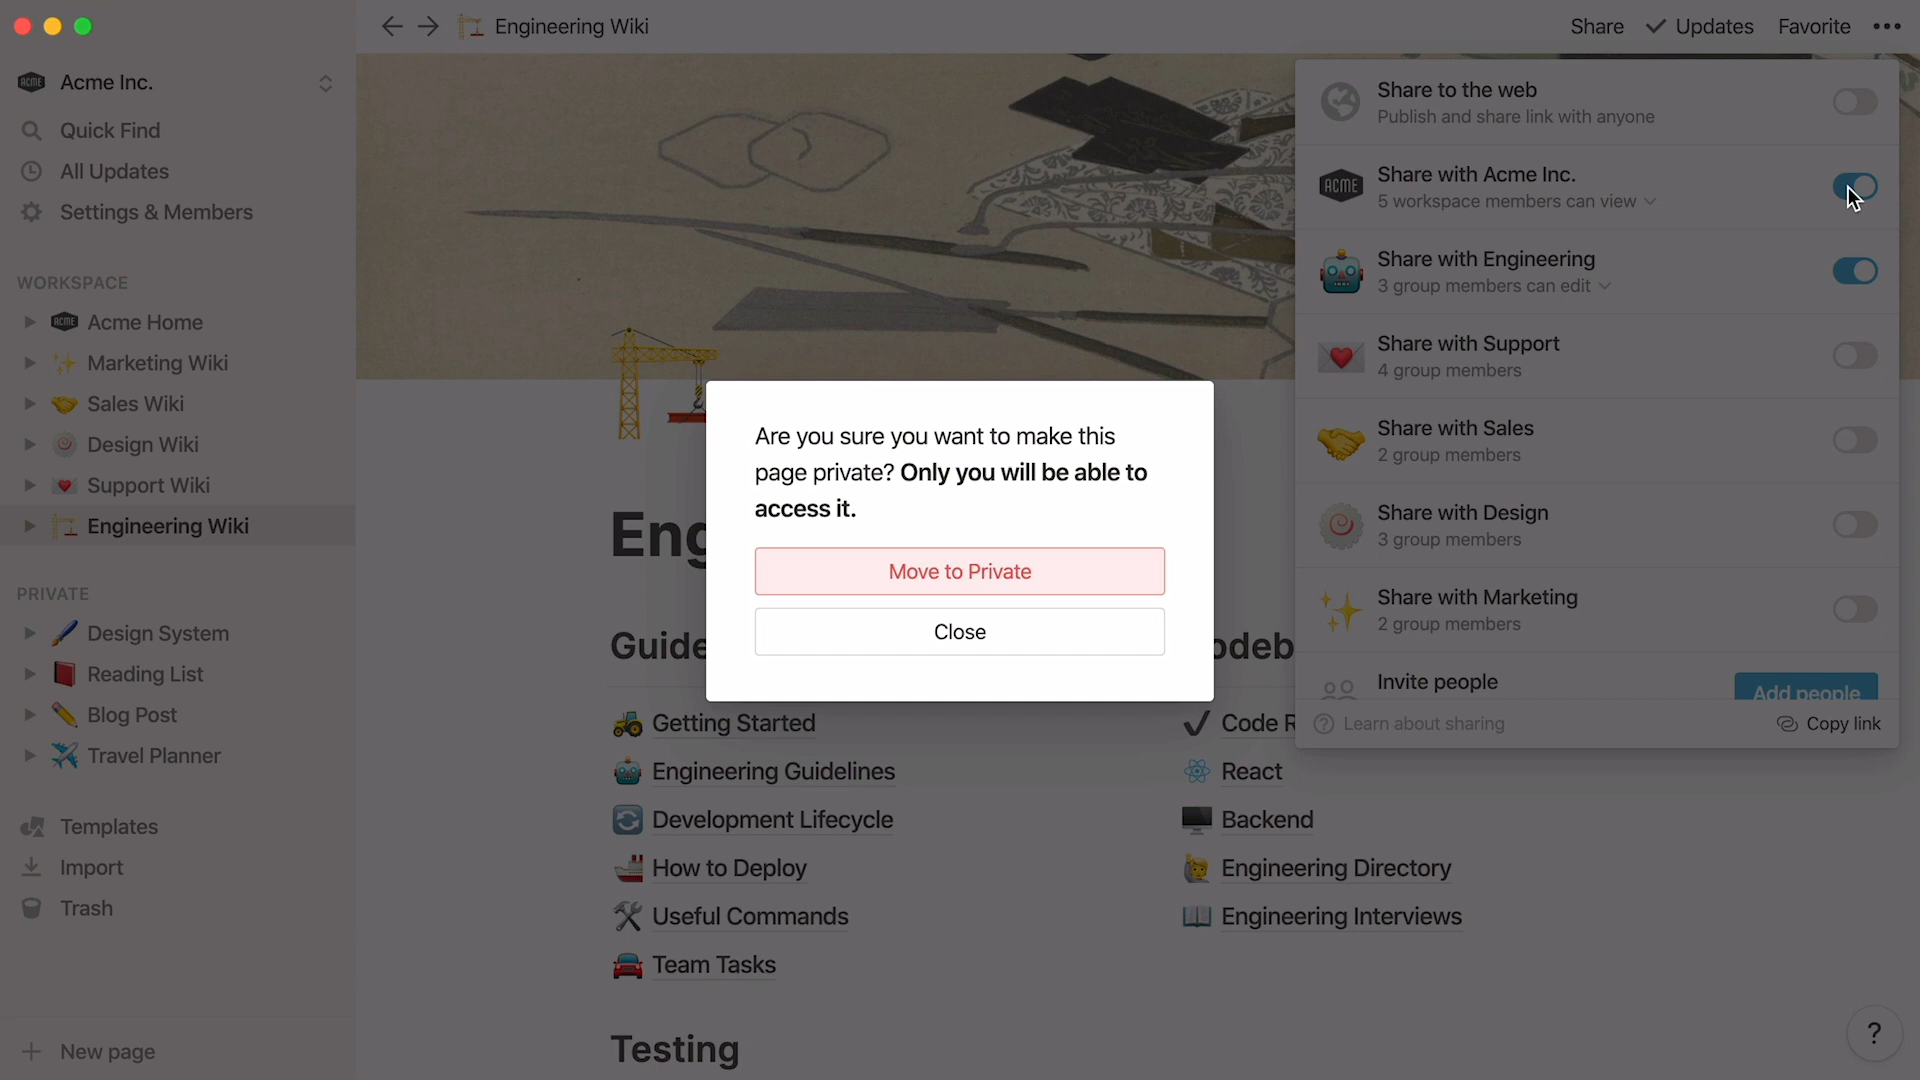 Engineering Wiki
Share
Updates
Favorite
ACME Acme Inc.
Quick Find
All Updates
Settings & Members
WORKSPACE
ACME Acme Home
Marketing Wiki
Sales Wiki
Design Wiki
Support Wiki
Engineering Wiki
PRIVATE
Design System
Reading List
Blog Post
Travel Planner
Templates
Import
Trash
New page
Eng
Guide
Getting Started
Engineering Guidelines
Development Lifecycle
How to Deploy
Useful Commands
Team Tasks
Testing
odeb
Code R
React
Backend
Engineering Directory
Engineering Interviews
Are you sure you want to make this
page private? Only you will be able to
access it.
Move to Private
Close
Share to the web
Publish and share link with anyone
ACME
Share with Acme Inc.
5 workspace members can view
Share with Engineering
3 group members can edit
Share with Support
4 group members
Share with Sales
2 group members
Share with Design
3 group members
Share with Marketing
2 group members
Invite people
Add people
? Learn about sharing
Copy link
?